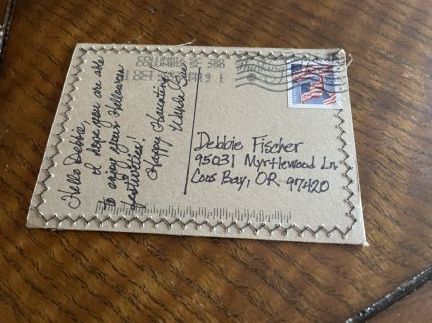 Hello Debbie,
I hope you are able
to enjoy your Halloween
festivities!
Happy Haunting,
COLUMBIA SC
OCT
Debbie Fischer
95031 Myrtlewood Ln
Coos Bay, OR 97420